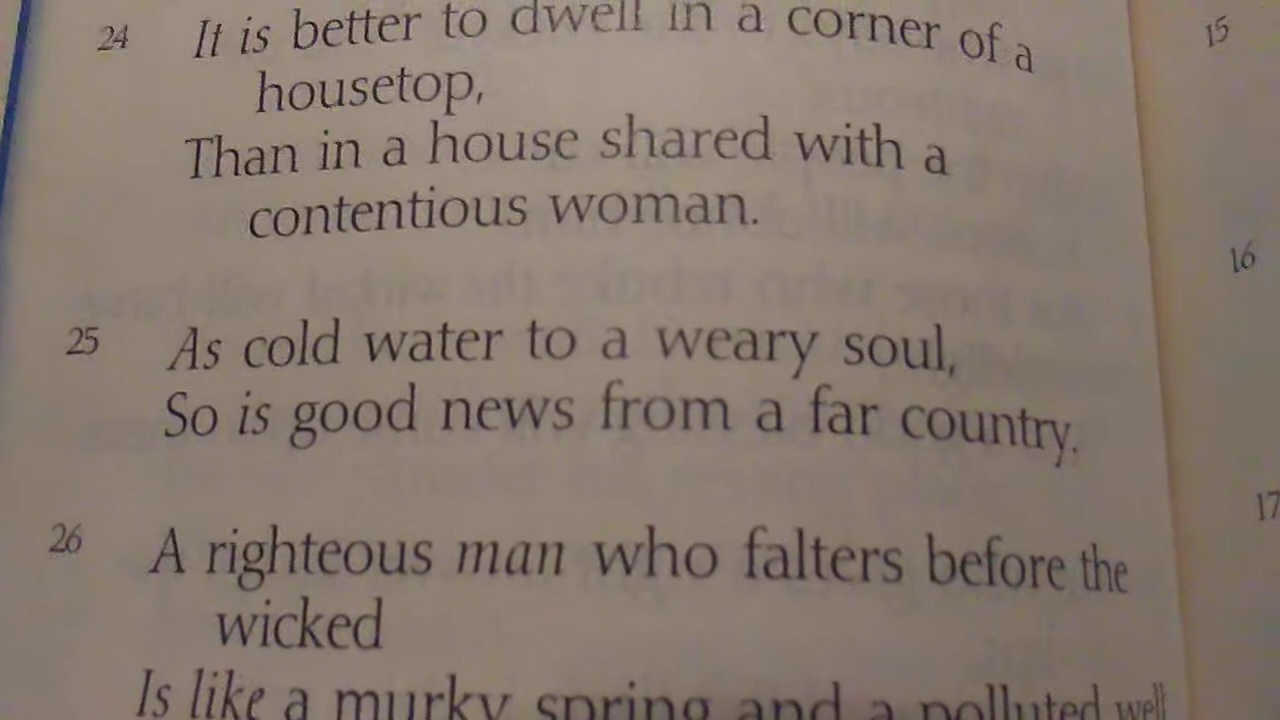 24 It is better to dwell in a corner of a
housetop,
Than in a house shared with a
contentious woman.
25 As cold water to a weary soul,
So is good news from a far country.
26 A righteous man who falters before the
wicked
Is like a murky spring and a polluted well
15
16
17